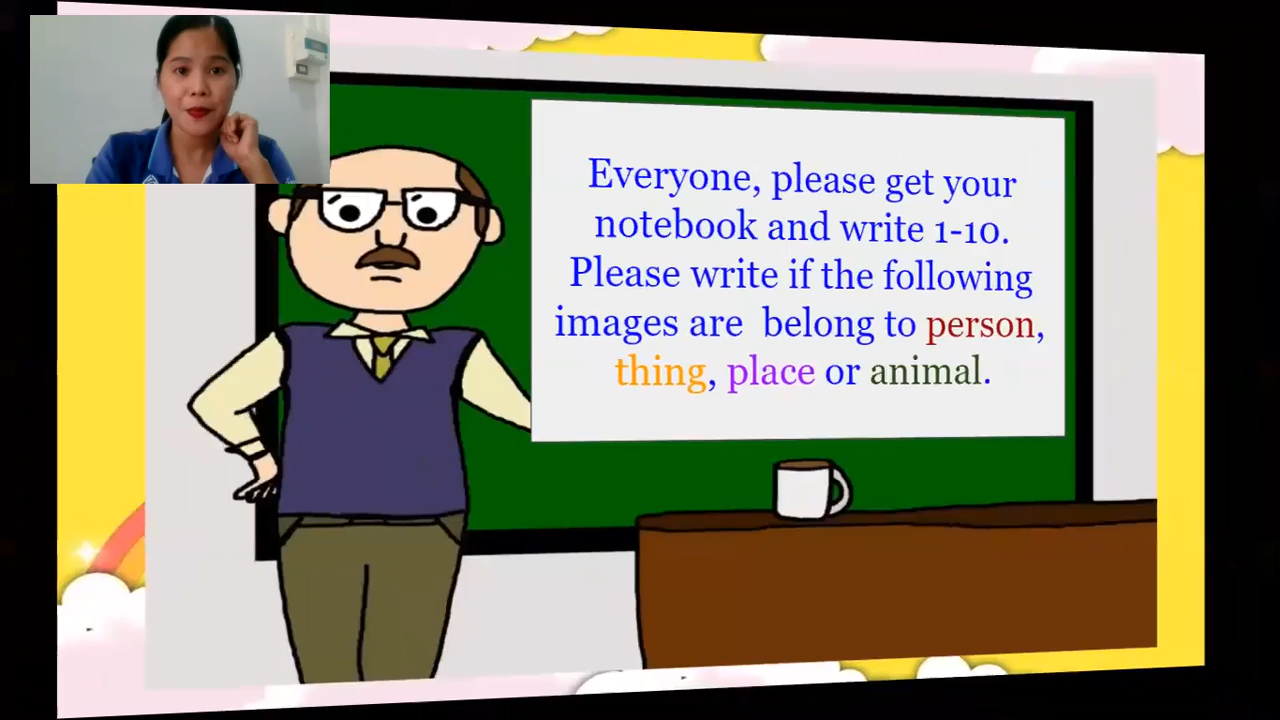 Everyone, please get your
notebook and write 1-10.
Please write if the following
images are  belong to person,
thing, place or animal.